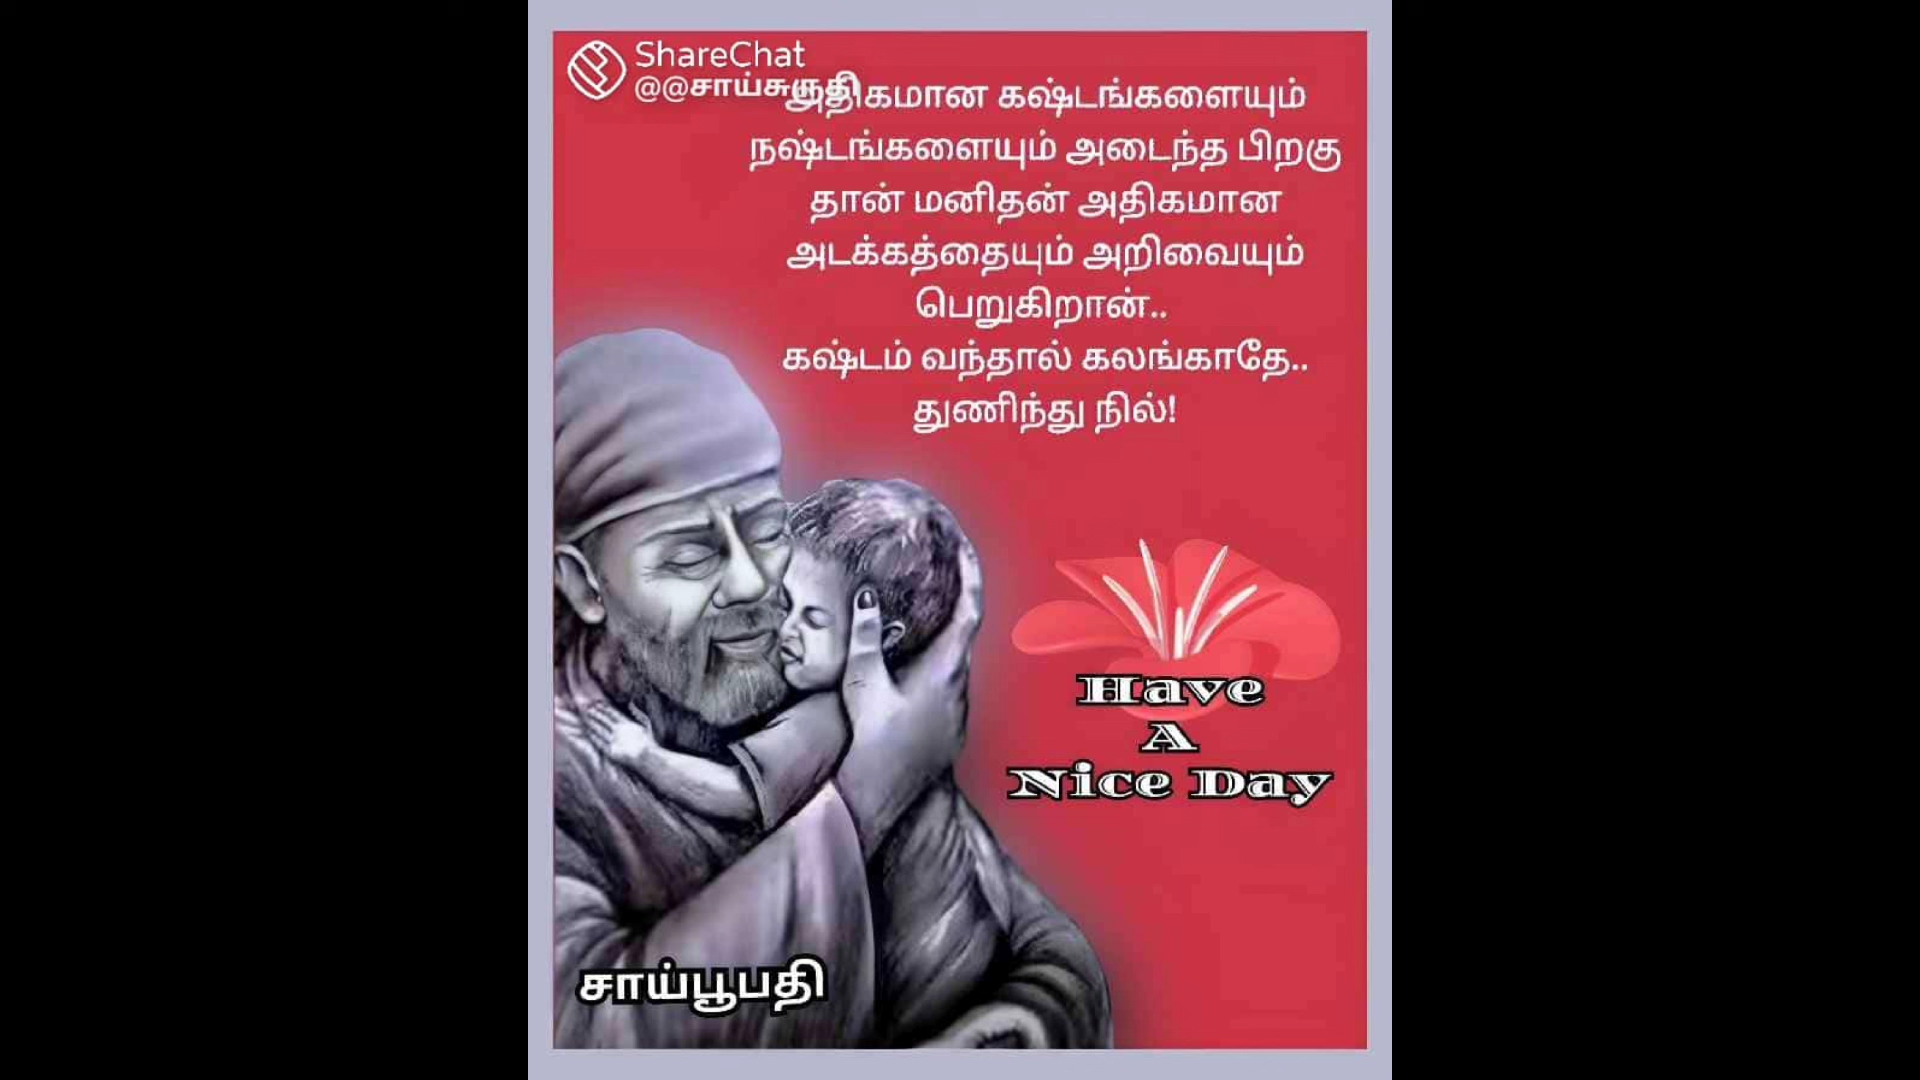 ShareChat
@@சாய்சுருதி
அதிகமான கஷ்டங்களையும்
நஷ்டங்களையும் அடைந்த பிறகு
தான் மனிதன் அதிகமான
அடக்கத்தையும் அறிவையும்
பெறுகிறான்..
கஷ்டம் வந்தால் கலங்காதே..
துணிந்து நில்!
Have
A
Nice Day
சாய்பூபதி